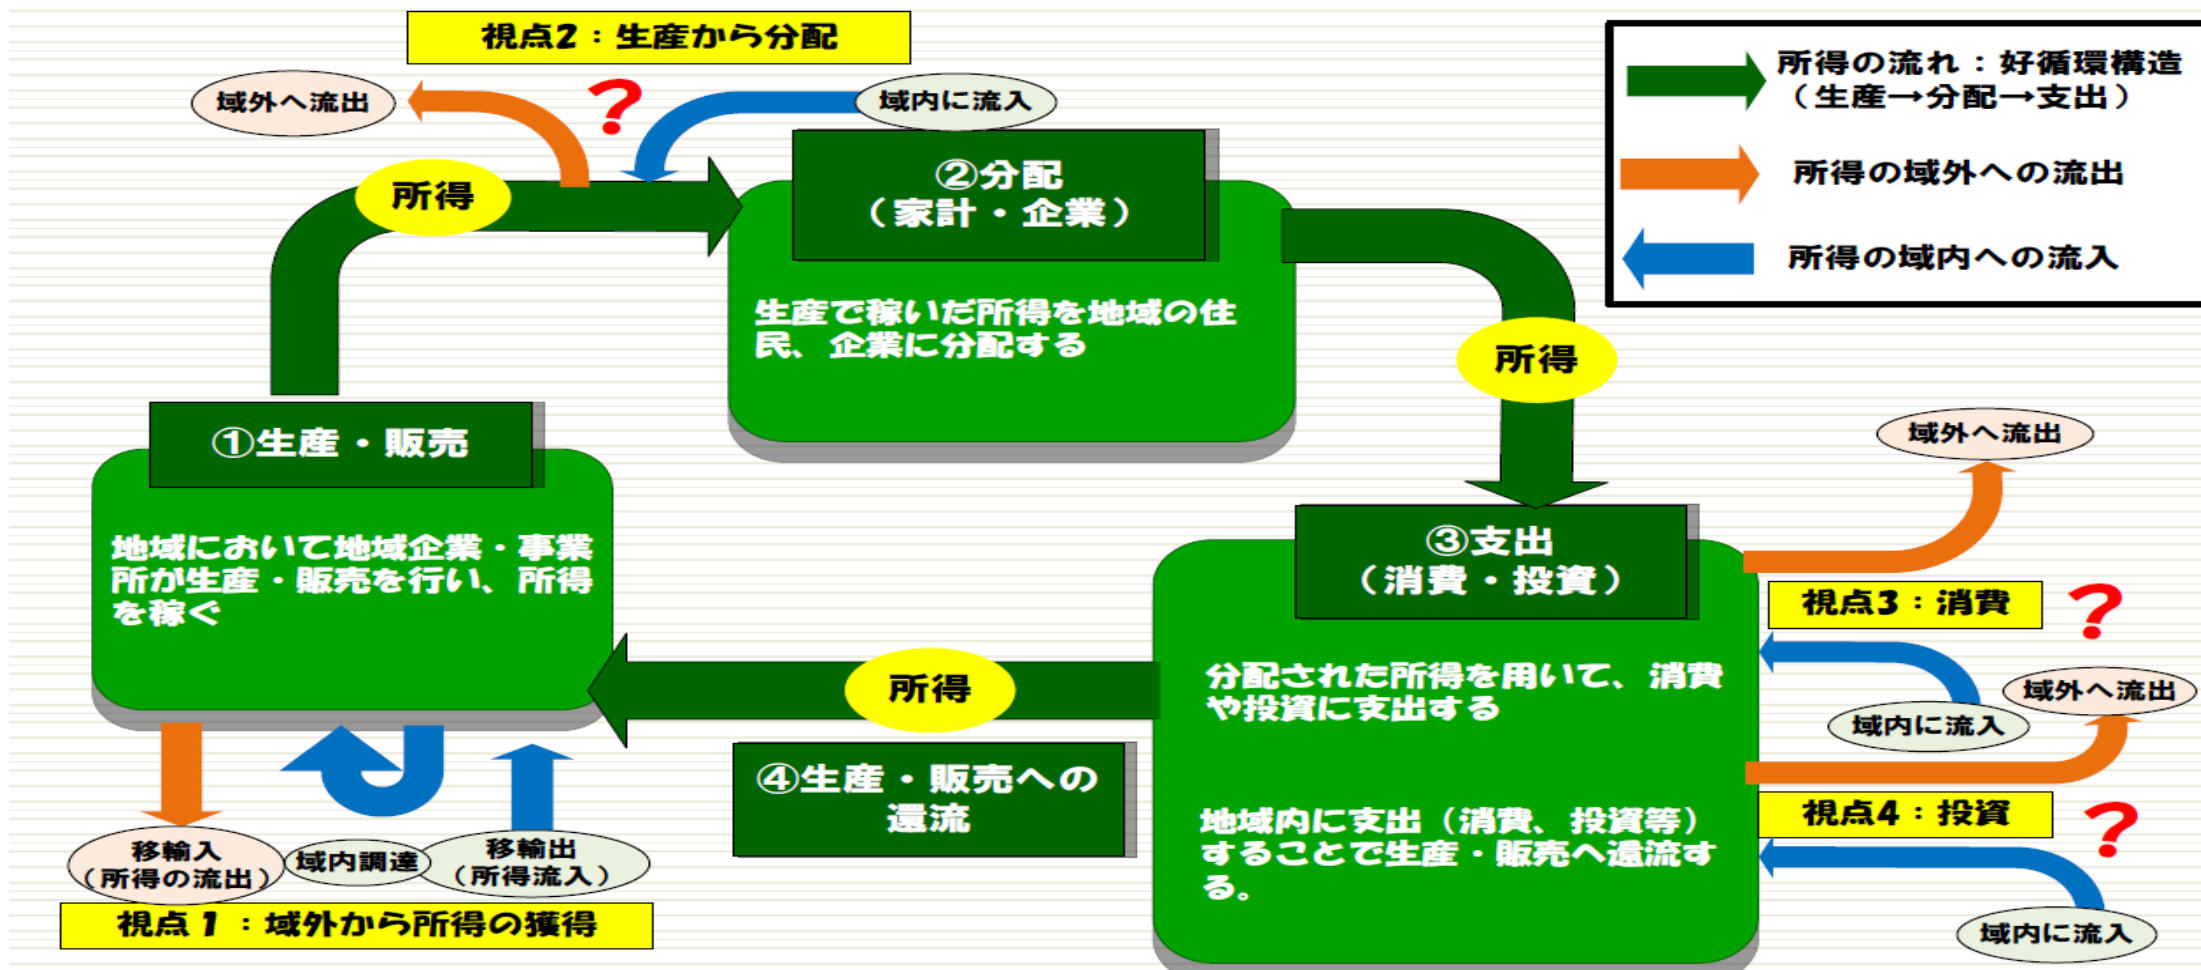 視点2：生産から分配
域外へ流出
？
域内に流入
所得の流れ：好循環構造
（生産→分配→支出）
所得の域外への流出
所得の域内への流入
所得
②分配
（家計・企業）
生産で稼いだ所得を地域の住
民、企業に分配する
所得
①生産・販売
地域において地域企業・事業
所が生産・販売を行い、所得
を稼ぐ
域外へ流出
③支出
（消費・投資）
視点3：消費
？
分配された所得を用いて、消費
や投資に支出する
域内に流入
域外へ流出
所得
④生産・販売への
還流
地域内に支出（消費、投資等）
することで生産・販売へ還流す
る。
視点4：投資
？
域内に流入
移輸入
（所得の流出）
域内調達
移輸出
（所得流入）
視点1：域外から所得の獲得